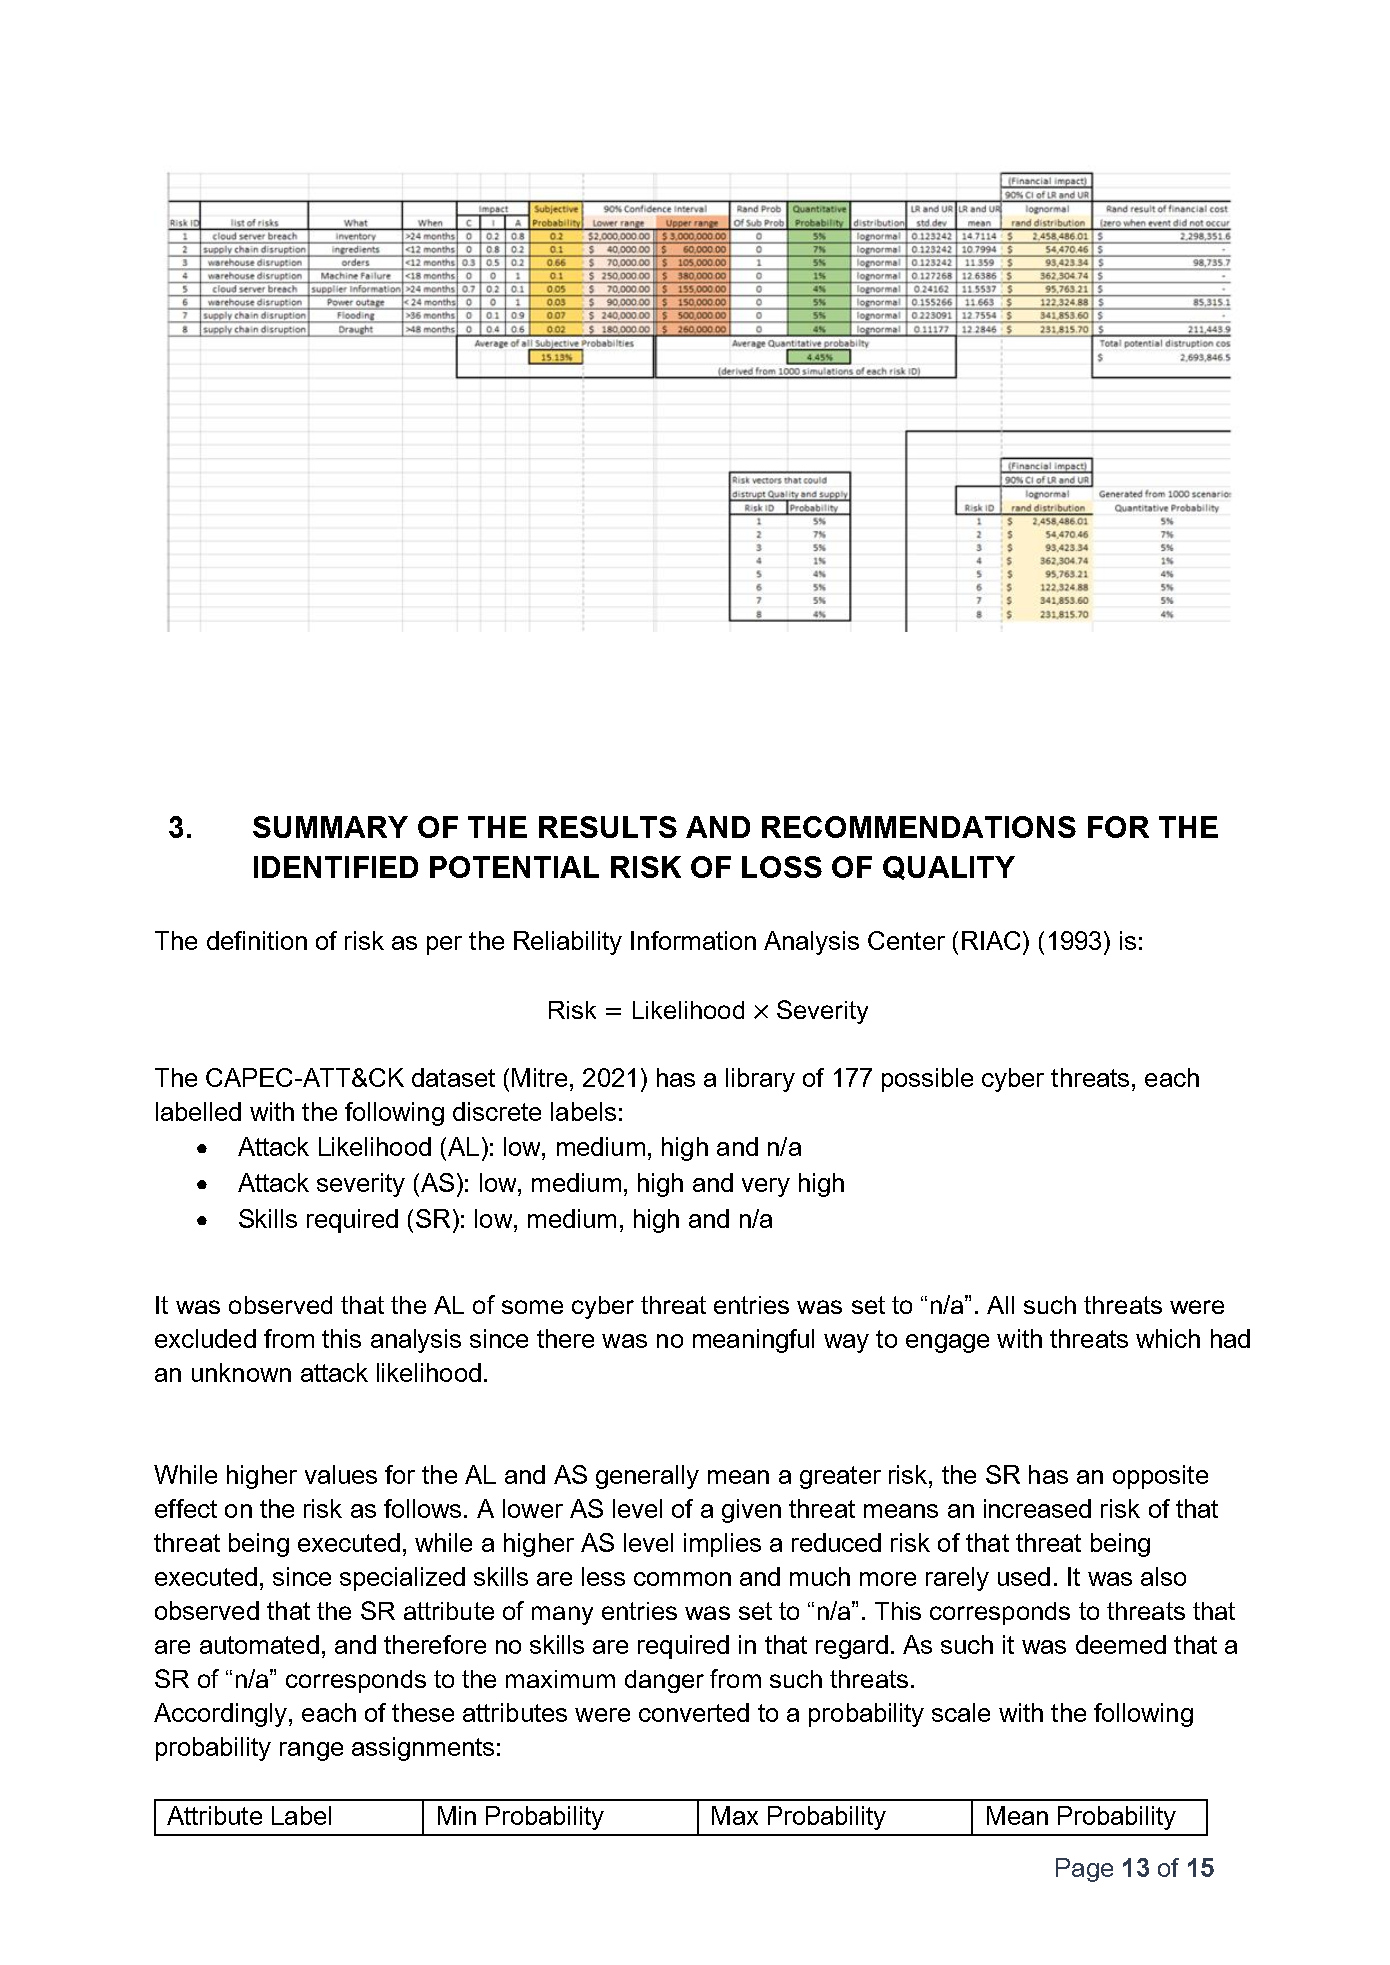 (Financial impact)
90% CI of LR and UR
Impact Subjective 90% Confidence Interval Rand Prob Quantitative LR and UR LR and UR lognormal Rand result of financial cost
Risk ID list of risks What When C I A Probability Lower range Upper range Of Sub Prob Probability distribution std.dev mean rand distribution (zero when event did not occur
1 cloud server breach inventory >24 months 0 0.2 0.8 0.2 $2,000,000.00 $ 3,000,000.00 0 5% lognormal 0.123242 14.7114 $ 2,458,486.01 $ 2,298,351.6
2 supply chain disruption ingredients <12 months 0 0.8 0.2 0.1 $ 40,000.00 $ 60,000.00 0 7% lognormal 0.123242 10.7994 $ 54,470.46 $ -
3 warehouse disruption orders <12 months 0.3 0.5 0.2 0.66 $ 70,000.00 $ 105,000.00 1 5% lognormal 0.123242 11.359 $ 93,423.34 $ 98,735.7
4 warehouse disruption Machine Failure <18 months 0 0 1 0.1 $ 250,000.00 $ 380,000.00 0 1% lognormal 0.127268 12.6386 $ 362,304.74 $ -
5 cloud server breach supplier Information >24 months 0.7 0.2 0.1 0.05 $ 70,000.00 $ 155,000.00 0 4% lognormal 0.24162 11.5537 $ 95,763.21 $ -
6 warehouse disruption Power outage < 24 months 0 0 1 0.03 $ 90,000.00 $ 150,000.00 0 5% lognormal 0.155266 11.663 $ 122,324.88 $ 85,315.1
7 supply chain disruption Flooding >36 months 0 0.1 0.9 0.07 $ 240,000.00 $ 500,000.00 0 5% lognormal 0.223091 12.7554 $ 341,853.60 $ -
8 supply chain disruption Draught >48 months 0 0.4 0.6 0.02 $ 180,000.00 $ 260,000.00 0 4% lognormal 0.11177 12.2846 $ 231,815.70 $ 211,443.9
Average of all Subjective Probabilties Average Quantitative probabilty Total potential distruption cos
15.13% 4.45% $ 2,693,846.5
(derived from 1000 simulations of each risk ID)
(Financial impact)
Risk vectors that could 90% CI of LR and UR
distrupt Quality and supply lognormal Generated from 1000 scenario
Risk ID Probability Risk ID rand distribution Quantitative Probability
1 5% 1 $ 2,458,486.01 5%
2 7% 2 $ 54,470.46 7%
3 5% 3 $ 93,423.34 5%
4 1% 4 $ 362,304.74 1%
5 4% 5 $ 95,763.21 4%
6 5% 6 $ 122,324.88 5%
7 5% 7 $ 341,853.60 5%
8 4% 8 $ 231,815.70 4%
3. SUMMARY OF THE RESULTS AND RECOMMENDATIONS FOR THE
IDENTIFIED POTENTIAL RISK OF LOSS OF QUALITY
The definition of risk as per the Reliability Information Analysis Center (RIAC) (1993) is:
Risk = Likelihood × Severity
The CAPEC-ATT&CK dataset (Mitre, 2021) has a library of 177 possible cyber threats, each
labelled with the following discrete labels:
• Attack Likelihood (AL): low, medium, high and n/a
• Attack severity (AS): low, medium, high and very high
• Skills required (SR): low, medium, high and n/a
It was observed that the AL of some cyber threat entries was set to “n/a”. All such threats were
excluded from this analysis since there was no meaningful way to engage with threats which had
an unknown attack likelihood.
While higher values for the AL and AS generally mean a greater risk, the SR has an opposite
effect on the risk as follows. A lower AS level of a given threat means an increased risk of that
threat being executed, while a higher AS level implies a reduced risk of that threat being
executed, since specialized skills are less common and much more rarely used. It was also
observed that the SR attribute of many entries was set to “n/a”. This corresponds to threats that
are automated, and therefore no skills are required in that regard. As such it was deemed that a
SR of “n/a” corresponds to the maximum danger from such threats.
Accordingly, each of these attributes were converted to a probability scale with the following
probability range assignments:
Attribute Label Min Probability Max Probability Mean Probability
Page 13 of 15